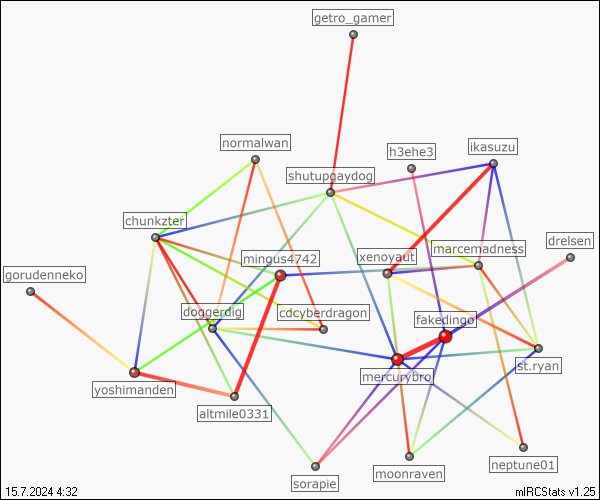 getro_gamer
normalwan
h3ehe3
ikasuzu
shutupgaydog
chunkzter
drelsen
marcemadness
mingus4742
xenoyaut
gorudenneko
doggerdig
cdcyberdragon
fakedingo
st.ryan
mercurybro
yoshimanden
altmile0331
neptune01
moonraven
sorapie
15.7.2024 4:32
mIRCStats v1.25